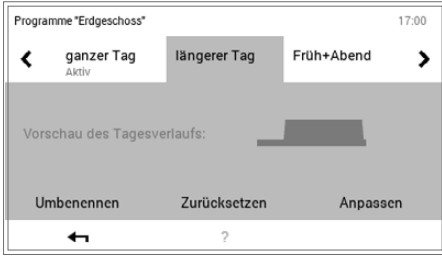 Programme "Erdgeschoss" 17:00
ganzer Tag längerer Tag Früh+Abend
Aktiv
Vorschau des Tagesverlaufs:
Umbenennen Zurücksetzen Anpassen
?